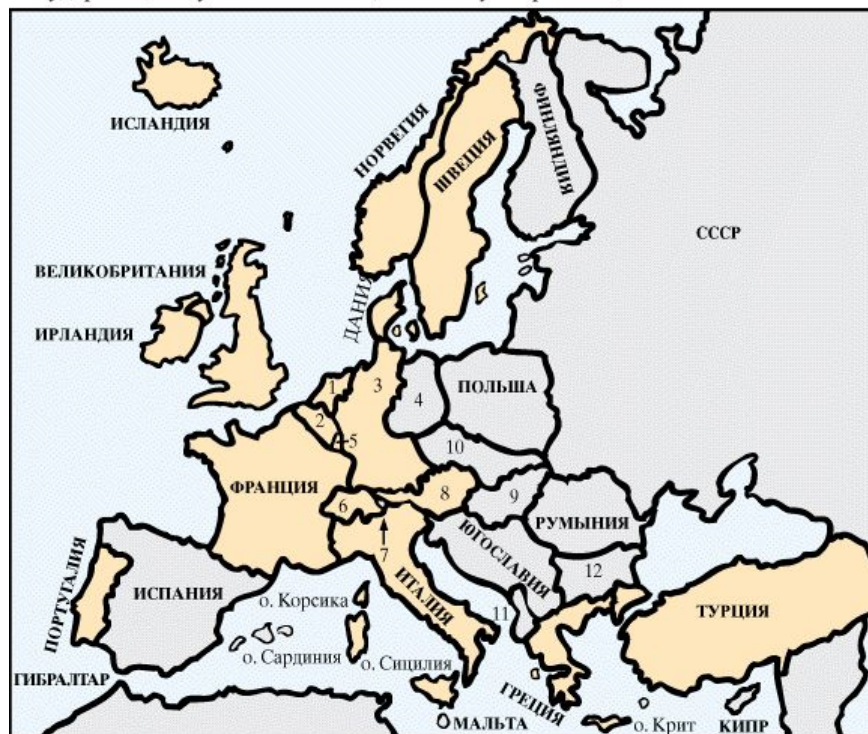 ИСЛАНДИЯ
НОРВЕГИЯ
ШВЕЦИЯ
ФИНЛЯНДИЯ
СССР
ВЕЛИКОБРИТАНИЯ
ИРЛАНДИЯ
ДАНИЯ
1
2
3
4
5
ПОЛЬША
10
ФРАНЦИЯ
6
7
8
9
РУМЫНИЯ
ЮГОСЛАВИЯ
12
11
ПОРТУГАЛИЯ
ИСПАНИЯ
о. Корсика
ИТАЛИЯ
ТУРЦИЯ
о. Сардиния
о. Сицилия
ГИБРАЛТАР
ГРЕЦИЯ
МАЛЬТА
о. Крит
КИПР